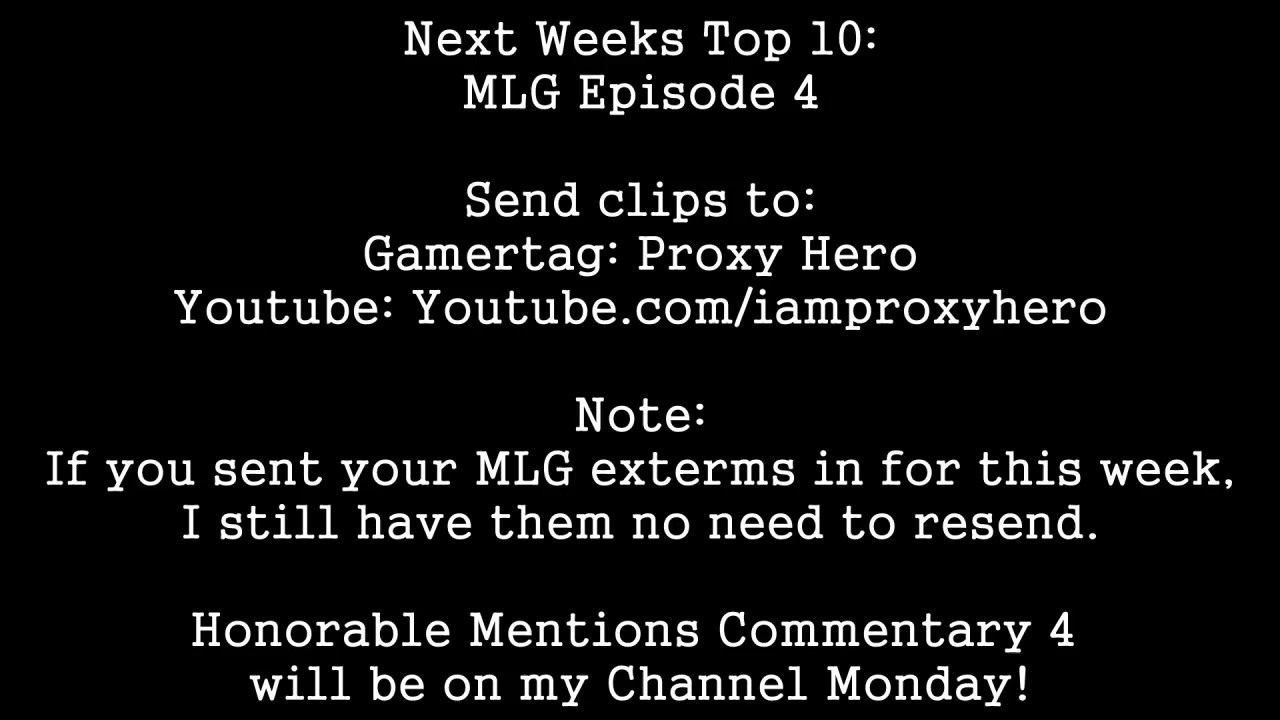 Next Weeks Top 10:
MLG Episode 4
Send clips to:
Gamertag: Proxy Hero
Youtube: Youtube.com/iamproxyhero
Note:
If you sent your MLG exterms in for this week,
I still have them no need to resend.
Honorable Mentions Commentary 4
will be on my Channel Monday!